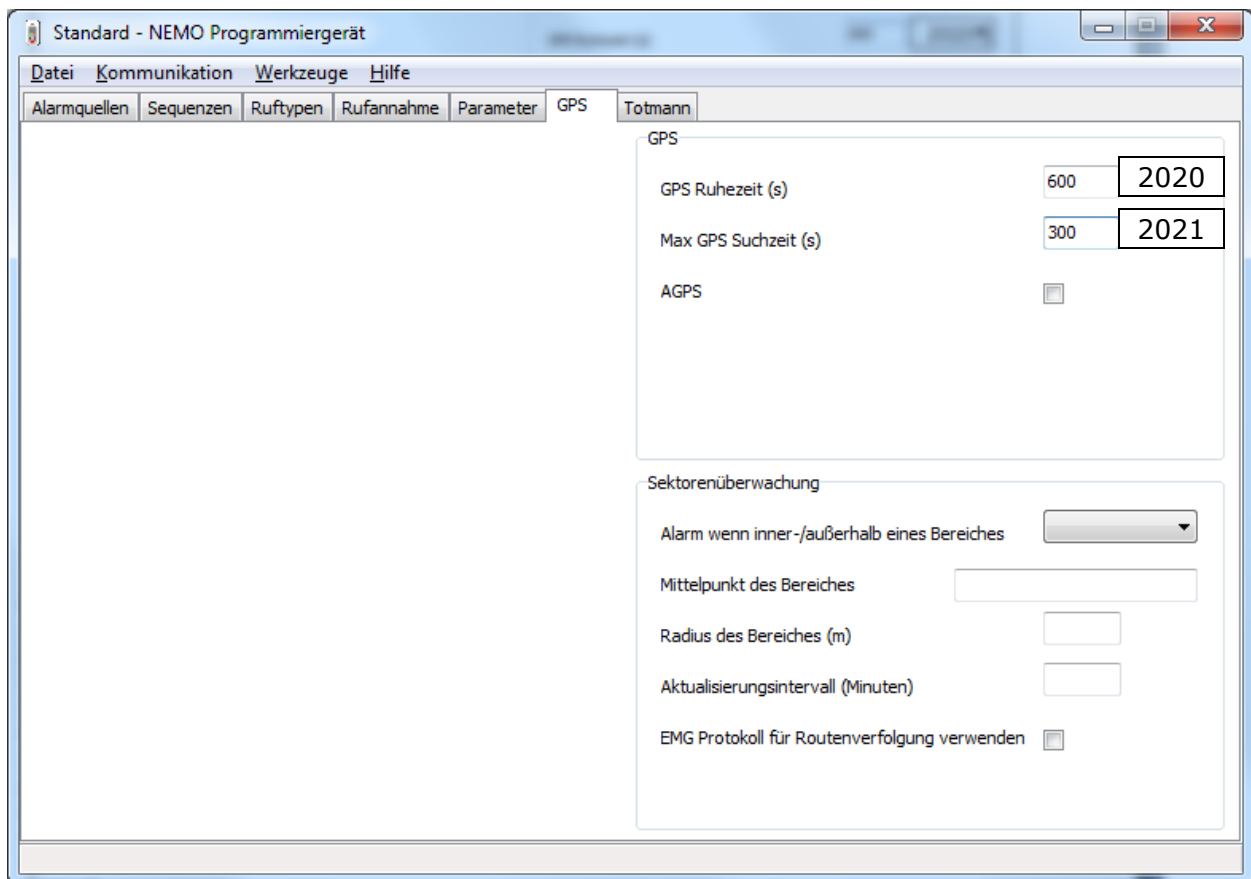 Standard - NEMO Programmiergerät
Datei Kommunikation Werkzeuge Hilfe
Alarmquellen Sequenzen Ruftypen Rufannahme Parameter GPS Totmann
GPS
GPS Ruhezeit (s) 600 2020
Max GPS Suchzeit (s) 300 2021
AGPS
Sektorenüberwachung
Alarm wenn inner-/außerhalb eines Bereiches
Mittelpunkt des Bereiches
Radius des Bereiches (m)
Aktualisierungsintervall (Minuten)
EMG Protokoll für Routenverfolgung verwenden